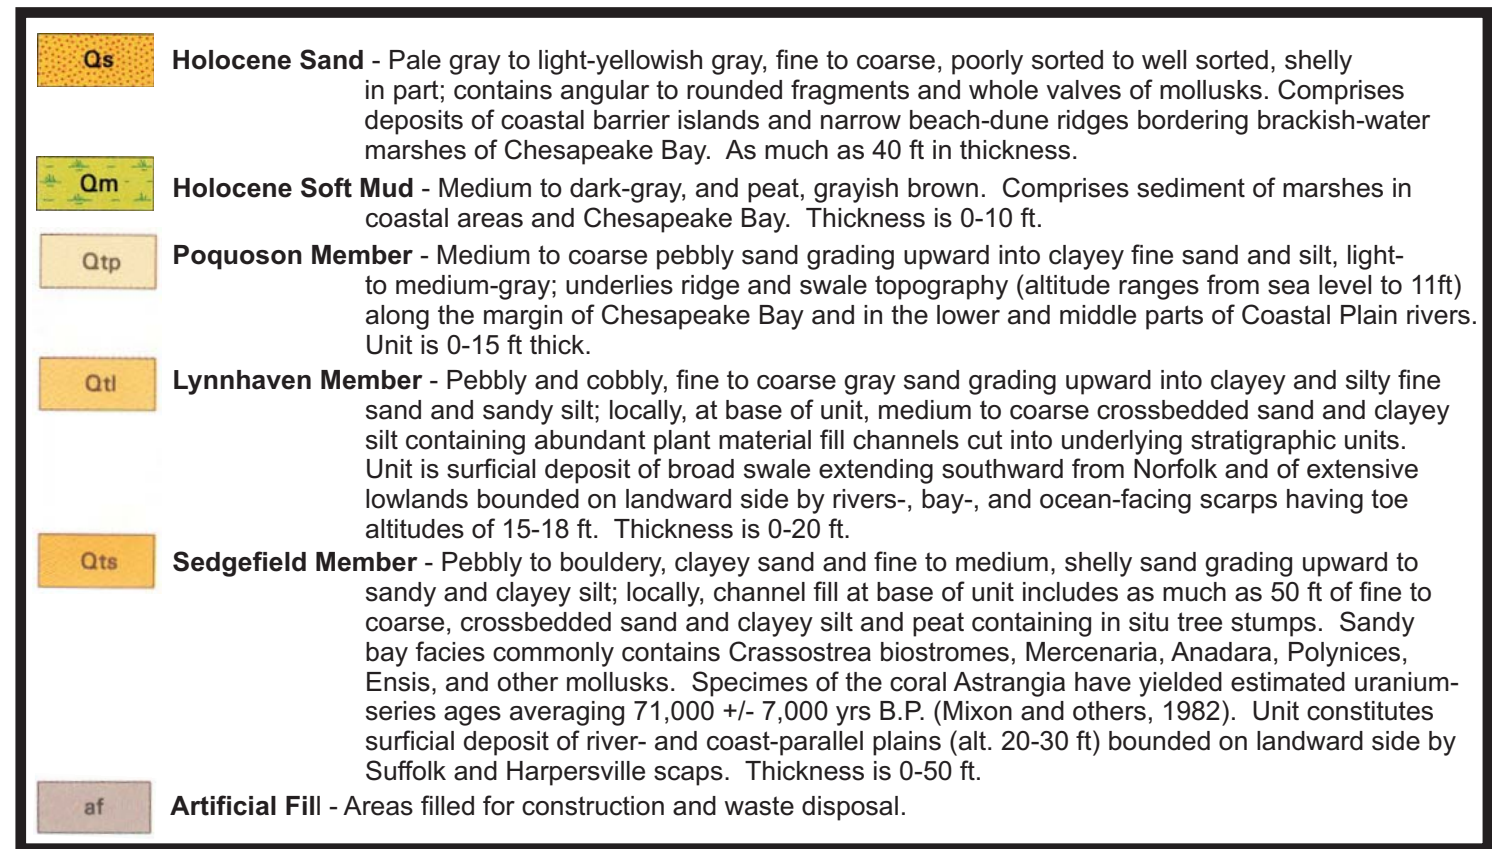 Qs
Holocene Sand - Pale gray to light-yellowish gray, fine to coarse, poorly sorted to well sorted, shelly
in part; contains angular to rounded fragments and whole valves of mollusks. Comprises
deposits of coastal barrier islands and narrow beach-dune ridges bordering brackish-water
marshes of Chesapeake Bay. As much as 40 ft in thickness.
Qm
Holocene Soft Mud - Medium to dark-gray, and peat, grayish brown. Comprises sediment of marshes in
coastal areas and Chesapeake Bay. Thickness is 0-10 ft.
Qtp
Poquoson Member - Medium to coarse pebbly sand grading upward into clayey fine sand and silt, light-
to medium-gray; underlies ridge and swale topography (altitude ranges from sea level to 11ft)
along the margin of Chesapeake Bay and in the lower and middle parts of Coastal Plain rivers.
Unit is 0-15 ft thick.
Qtl
Lynnhaven Member - Pebbly and cobbly, fine to coarse gray sand grading upward into clayey and silty fine
sand and sandy silt; locally, at base of unit, medium to coarse crossbedded sand and clayey
silt containing abundant plant material fill channels cut into underlying stratigraphic units.
Unit is surficial deposit of broad swale extending southward from Norfolk and of extensive
lowlands bounded on landward side by rivers-, bay-, and ocean-facing scarps having toe
altitudes of 15-18 ft. Thickness is 0-20 ft.
Qts
Sedgefield Member - Pebbly to bouldery, clayey sand and fine to medium, shelly sand grading upward to
sandy and clayey silt; locally, channel fill at base of unit includes as much as 50 ft of fine to
coarse, crossbedded sand and clayey silt and peat containing in situ tree stumps. Sandy
bay facies commonly contains Crassostrea biostromes, Mercenaria, Anadara, Polynices,
Ensis, and other mollusks. Specimes of the coral Astrangia have yielded estimated uranium-
series ages averaging 71,000 +/- 7,000 yrs B.P. (Mixon and others, 1982). Unit constitutes
surficial deposit of river- and coast-parallel plains (alt. 20-30 ft) bounded on landward side by
Suffolk and Harpersville scaps. Thickness is 0-50 ft.
af
Artificial Fill - Areas filled for construction and waste disposal.